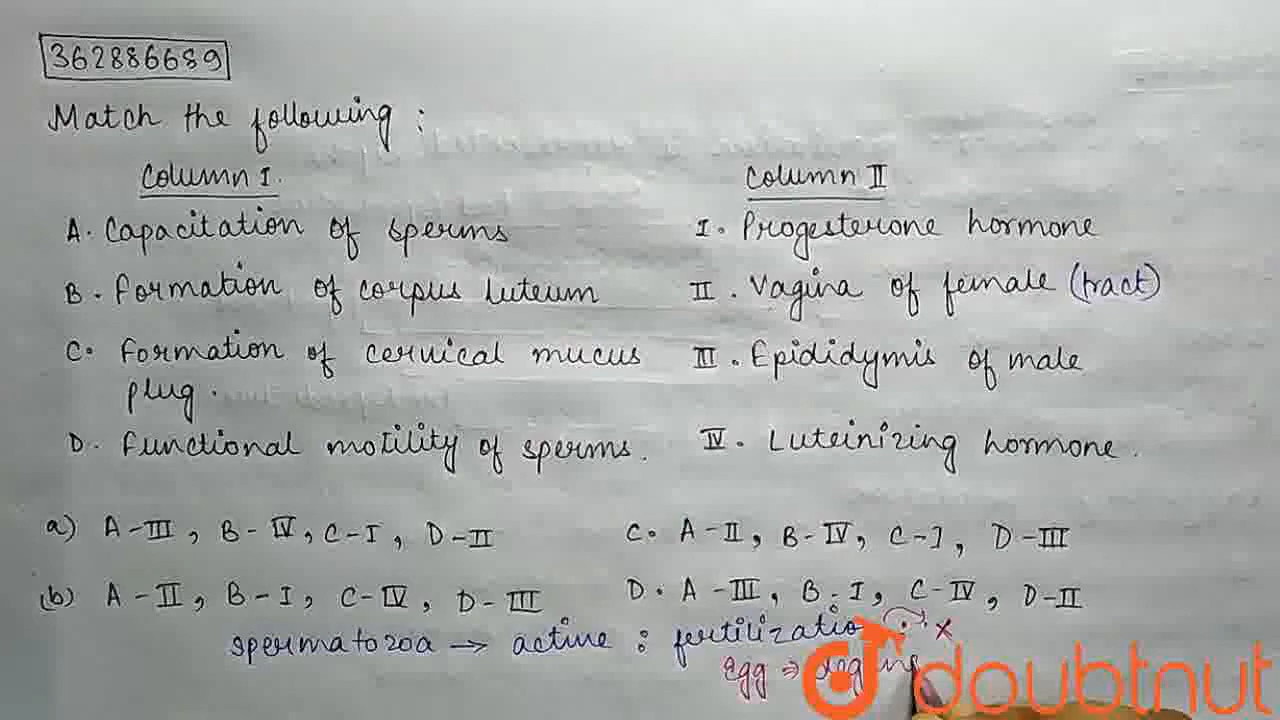 362886689
Match the following :
Column I.
Column II
A. Capacitation of sperms
I. Progesterone hormone
B. Formation of corpus luteum
II. Vagina of female (tract)
C. Formation of cervical mucus
plug.
III. Epididymis of male
D. Functional motility of sperms.
IV. Luteinizing hormone.
a) A-III, B-IV, C-I, D-II
C. A-II, B-IV, C-I, D-III
(b) A-II, B-I, C-IV, D-III
D. A-III, B-I, C-IV, D-II
spermatozoa → active : fertilizatio x
egg ⇒
doubtnut